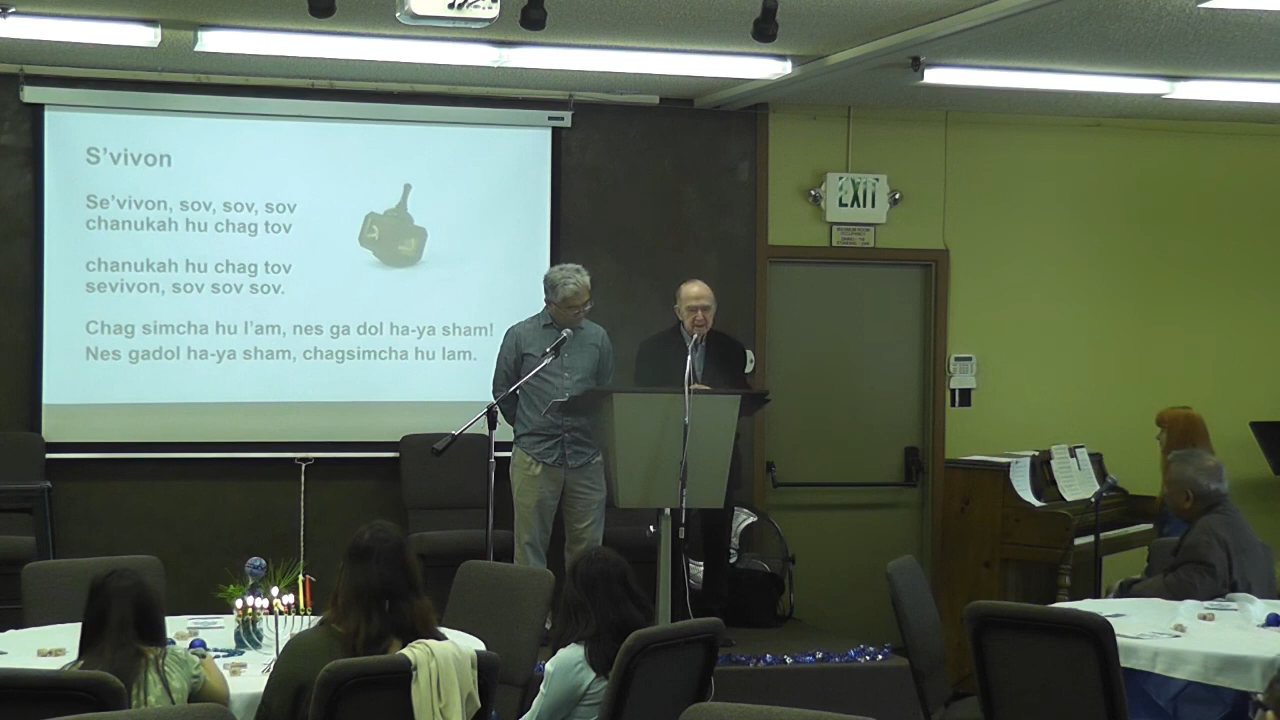 S'vivon
Se'vivon, sov, sov, sov
chanukah hu chag tov
chanukah hu chag tov
sevivon, sov sov sov.
Chag simcha hu l'am, nes ga dol ha-ya sham!
Nes gadol ha-ya sham, chagsimcha hu lam.
EXIT